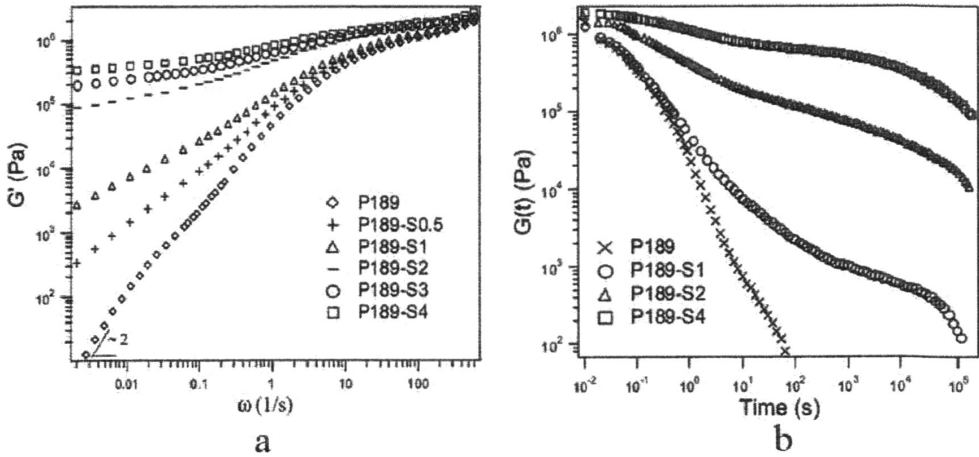 G' (Pa)
10⁶
10⁵
10⁴
10³
10²
~2
◇ P189
+ P189-S0.5
△ P189-S1
− P189-S2
○ P189-S3
□ P189-S4
0.01 0.1 1 10 100
ω (1/s)
a
G(t) (Pa)
10⁶
10⁵
10⁴
10³
10²
× P189
○ P189-S1
△ P189-S2
□ P189-S4
10⁻² 10⁻¹ 10⁰ 10¹ 10² 10³ 10⁴ 10⁵
Time (s)
b